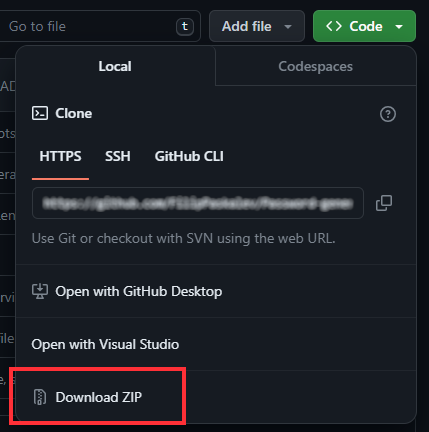 Go to file
t
Add file
Code
Local
Codespaces
Clone
HTTPS SSH GitHub CLI
Use Git or checkout with SVN using the web URL.
Open with GitHub Desktop
Open with Visual Studio
Download ZIP